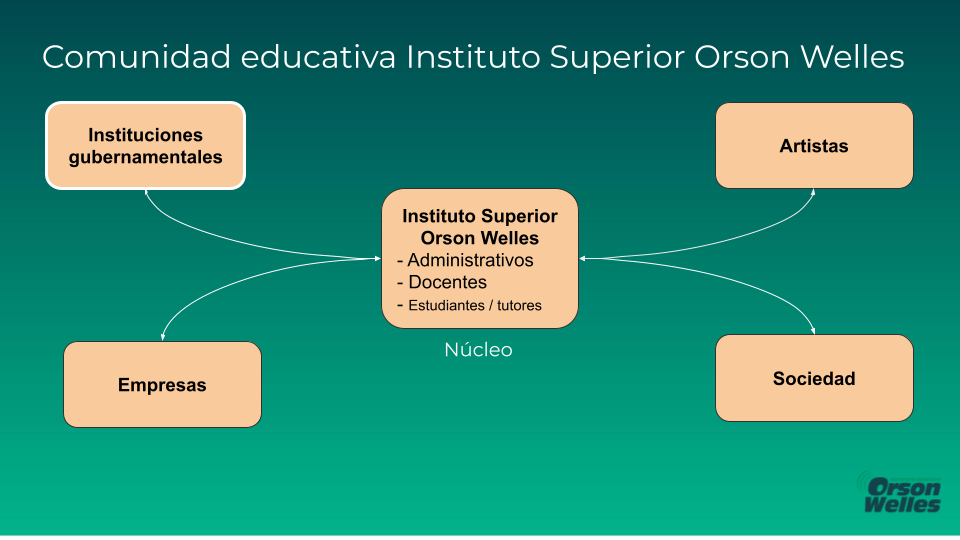 Comunidad educativa Instituto Superior Orson Welles
Instituciones
gubernamentales
Artistas
Instituto Superior
Orson Welles
- Administrativos
- Docentes
- Estudiantes / tutores
Núcleo
Empresas
Sociedad
Orson
Welles